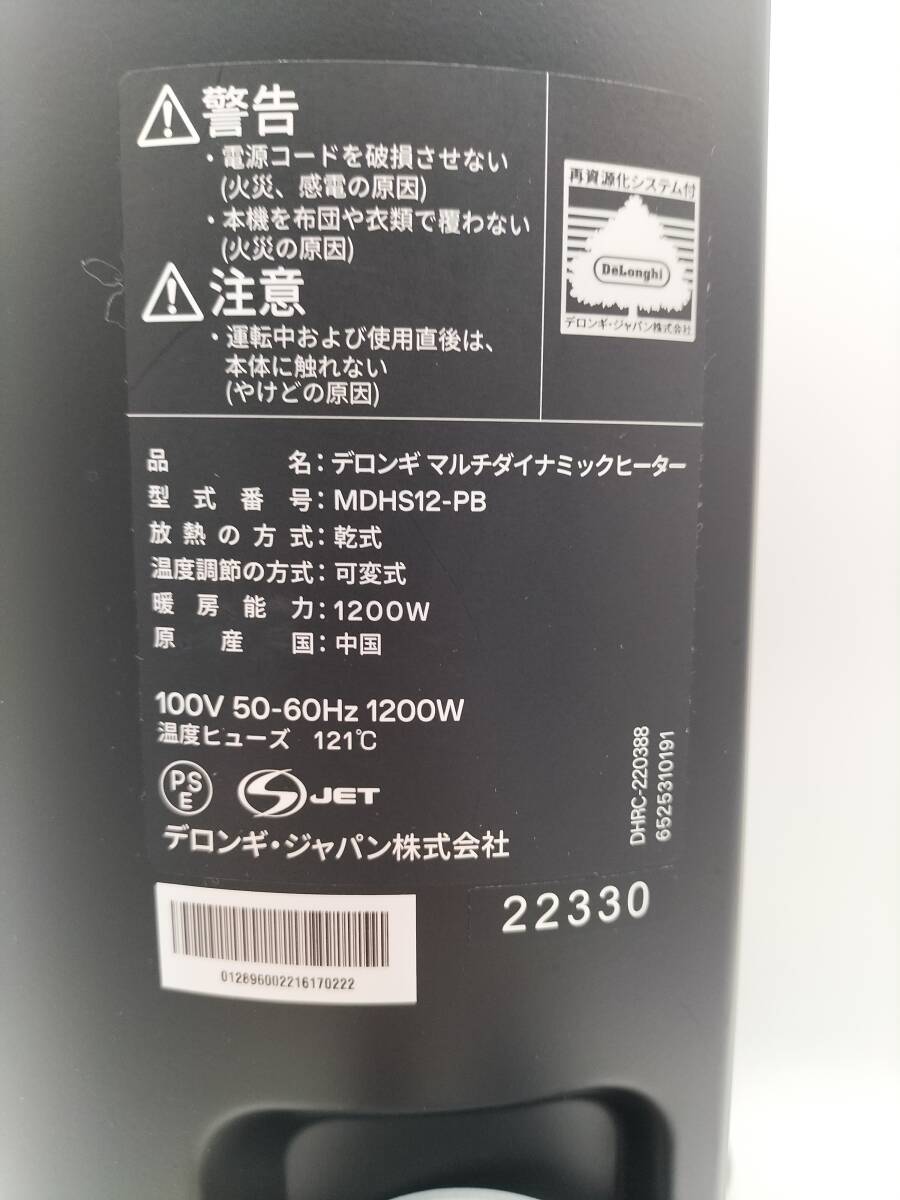 警告
・電源コードを破損させない
(火災、感電の原因)
・本機を布団や衣類で覆わない
(火災の原因)
注意
・運転中および使用直後は、
本体に触れない
(やけどの原因)
再資源化システム付
DeLonghi
デロンギ・ジャパン株式会社
品名：デロンギ マルチダイナミックヒーター
型式番号：MDHS12-PB
放熱の方式：乾式
温度調節の方式：可変式
暖房能力：1200W
原産国：中国
100V 50-60Hz 1200W
温度ヒューズ 121℃
PS
E
JET
デロンギ・ジャパン株式会社
DHRC-220388
6525310191
22330
012896002216170222